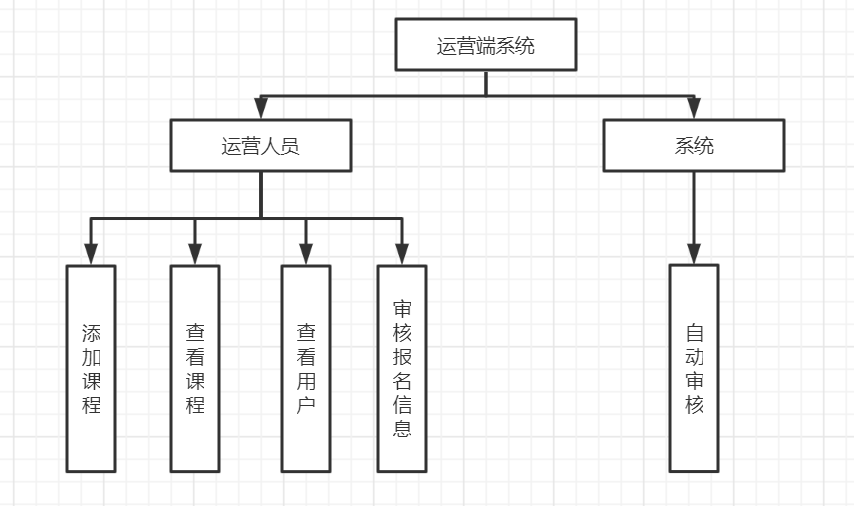 运营端系统
运营人员
系统
添加课程
查看课程
查看用户
审核报名信息
自动审核